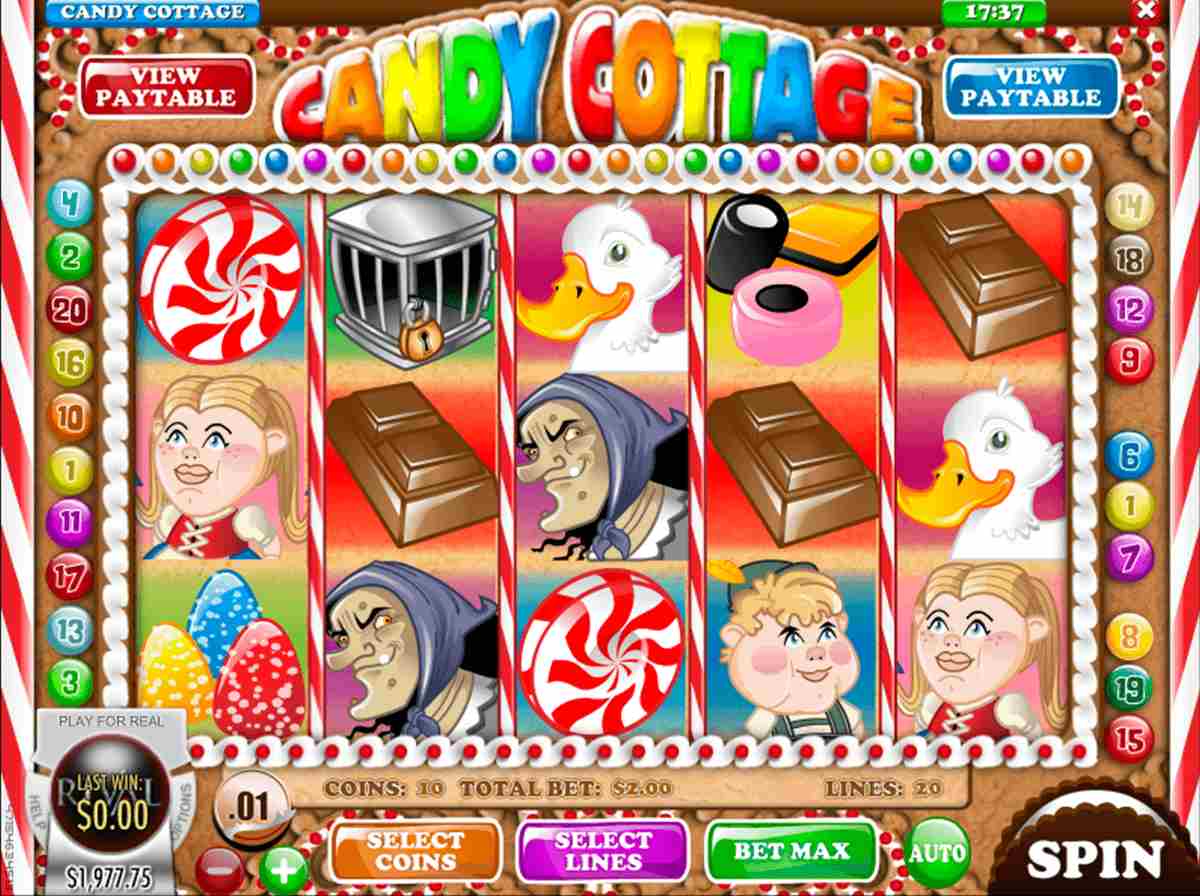 CANDY COTTAGE
17:37
X
CANDY COTTAGE
VIEW
PAYTABLE
VIEW
PAYTABLE
4
2
20
16
10
1
11
17
13
3
14
18
12
9
6
1
7
8
19
15
PLAY FOR REAL
RIVAL
LAST WIN:
$0.00
HELP
OPTIONS
$1,977.75
.01
COINS: 10 TOTAL BET: $2.00
LINES: 20
SELECT
COINS
SELECT
LINES
BET MAX
AUTO
SPIN